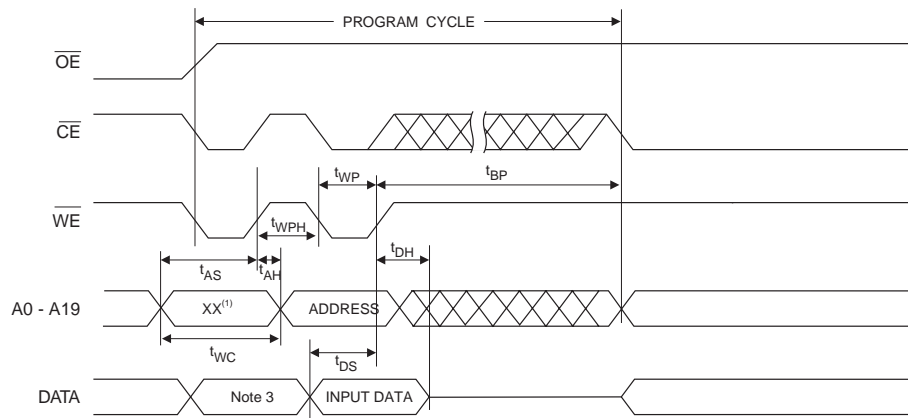 PROGRAM CYCLE
OE
CE
tWP
tBP
WE
tWPH
tDH
tAS
tAH
A0 - A19
XX(1)
ADDRESS
tWC
tDS
DATA
Note 3
INPUT DATA